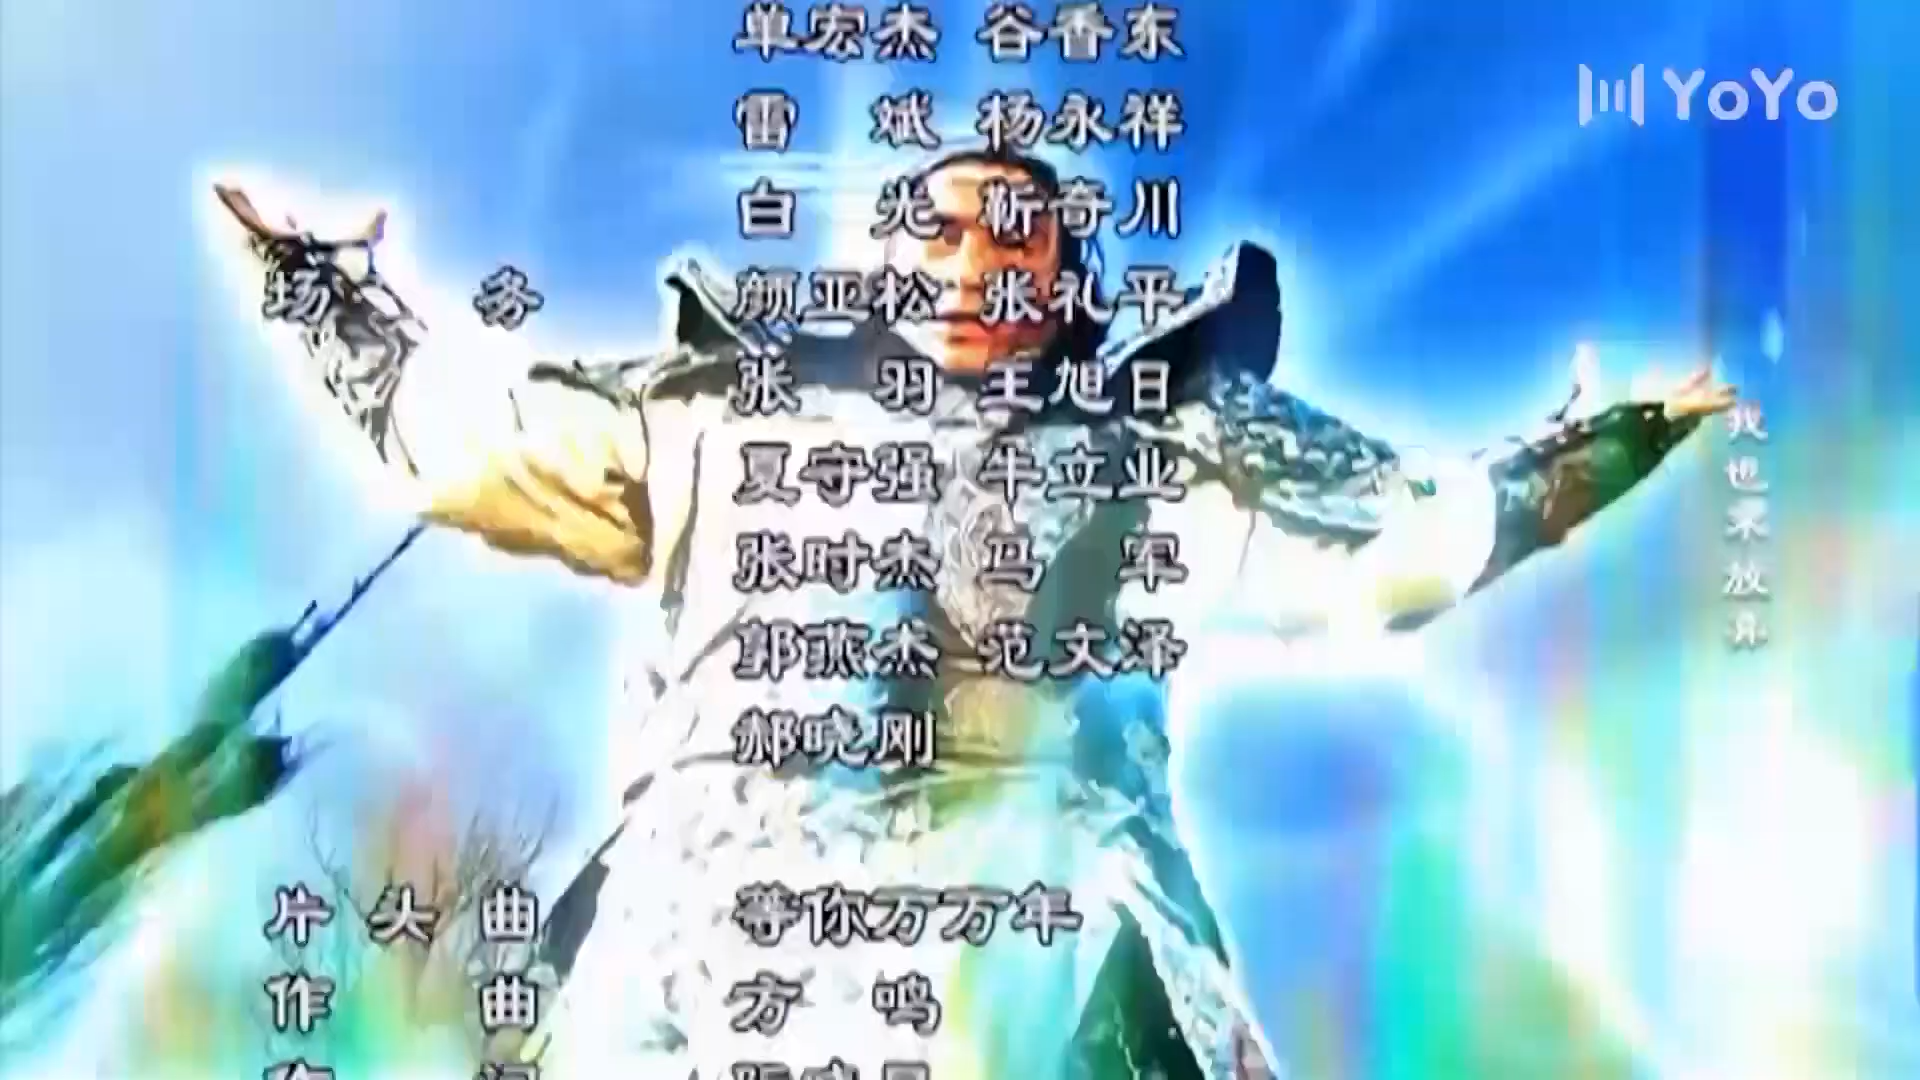 单宏杰 谷香东
YoYo
雷 斌 杨永祥
白 光 靳奇川
场 务 颜亚松 张礼平
张 羽 王旭日
夏守强 牛立业
张时杰 马 军
郭燕杰 范文泽
郝晓刚
我也不放弃
片头曲 等你万万年
作 曲 方 鸣